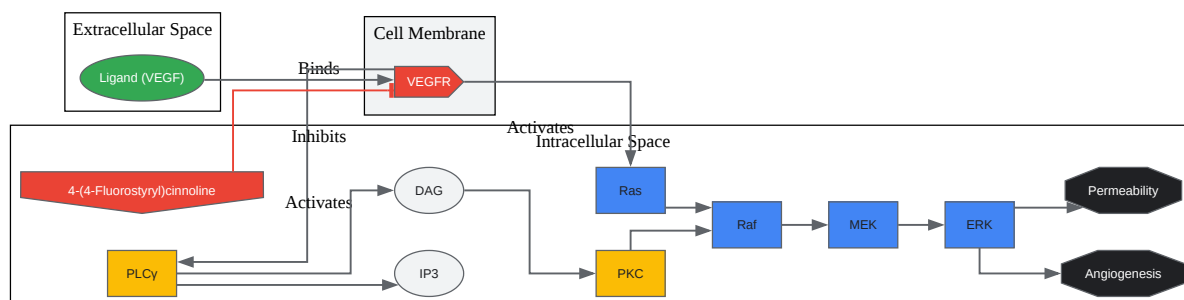 Extracellular Space
Cell Membrane
Ligand (VEGF)
Binds
VEGFR
Inhibits
Activates
Intracellular Space
4-(4-Fluorostyryl)cinnoline
Activates
DAG
Ras
Permeability
Raf
MEK
ERK
PLCγ
IP3
PKC
Angiogenesis